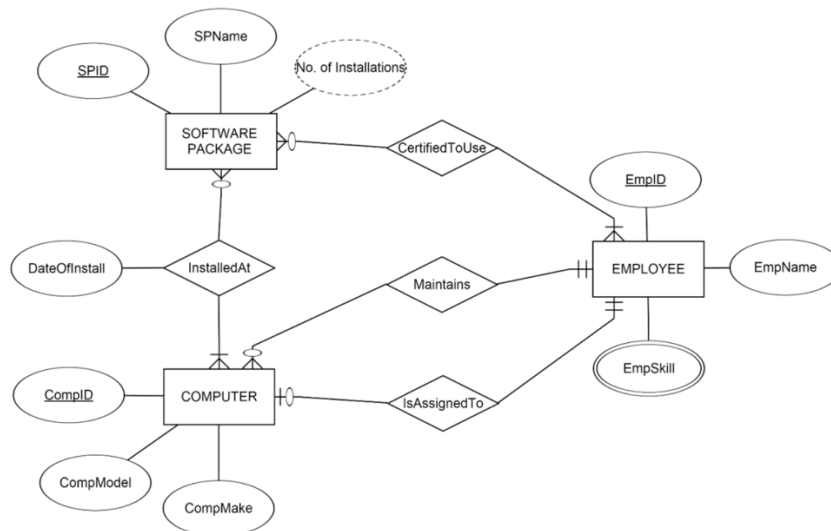 SPName
SPID
No. of Installations
SOFTWARE
PACKAGE
CertifiedToUse
EmpID
DateOfInstall
InstalledAt
Maintains
EMPLOYEE
EmpName
EmpSkill
CompID
COMPUTER
IsAssignedTo
CompModel
CompMake